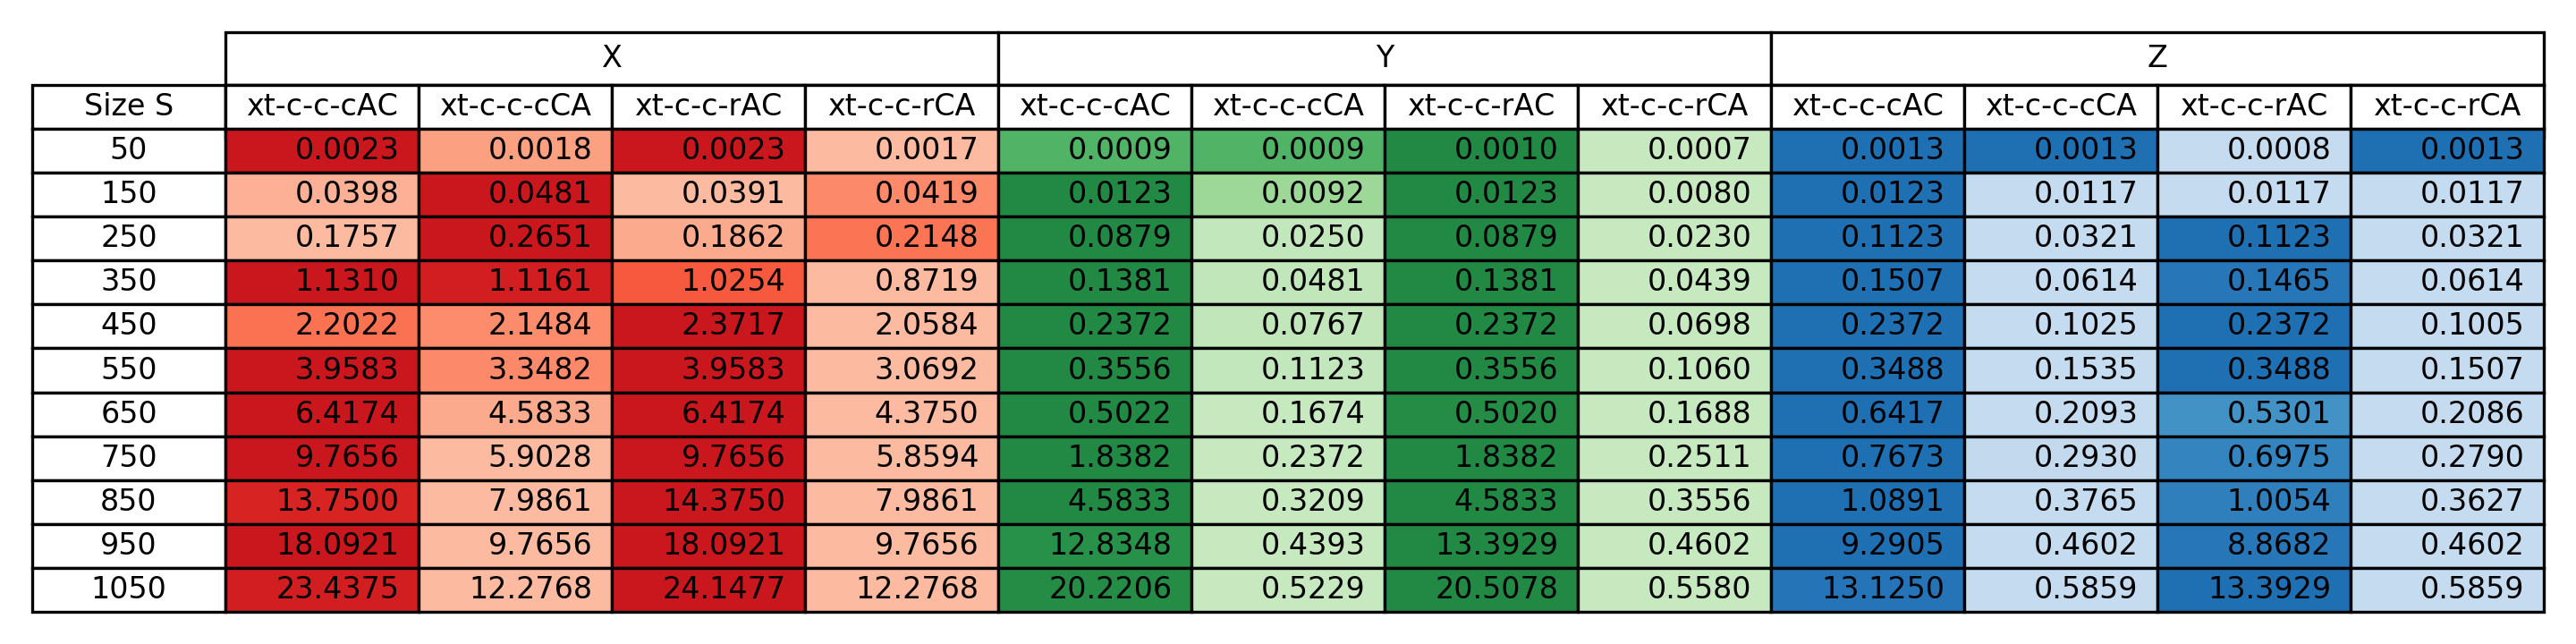 X Y Z
Size S xt-c-c-cAC xt-c-c-cCA xt-c-c-rAC xt-c-c-rCA xt-c-c-cAC xt-c-c-cCA xt-c-c-rAC xt-c-c-rCA xt-c-c-cAC xt-c-c-cCA xt-c-c-rAC xt-c-c-rCA
50 0.0023 0.0018 0.0023 0.0017 0.0009 0.0009 0.0010 0.0007 0.0013 0.0013 0.0008 0.0013
150 0.0398 0.0481 0.0391 0.0419 0.0123 0.0092 0.0123 0.0080 0.0123 0.0117 0.0117 0.0117
250 0.1757 0.2651 0.1862 0.2148 0.0879 0.0250 0.0879 0.0230 0.1123 0.0321 0.1123 0.0321
350 1.1310 1.1161 1.0254 0.8719 0.1381 0.0481 0.1381 0.0439 0.1507 0.0614 0.1465 0.0614
450 2.2022 2.1484 2.3717 2.0584 0.2372 0.0767 0.2372 0.0698 0.2372 0.1025 0.2372 0.1005
550 3.9583 3.3482 3.9583 3.0692 0.3556 0.1123 0.3556 0.1060 0.3488 0.1535 0.3488 0.1507
650 6.4174 4.5833 6.4174 4.3750 0.5022 0.1674 0.5020 0.1688 0.6417 0.2093 0.5301 0.2086
750 9.7656 5.9028 9.7656 5.8594 1.8382 0.2372 1.8382 0.2511 0.7673 0.2930 0.6975 0.2790
850 13.7500 7.9861 14.3750 7.9861 4.5833 0.3209 4.5833 0.3556 1.0891 0.3765 1.0054 0.3627
950 18.0921 9.7656 18.0921 9.7656 12.8348 0.4393 13.3929 0.4602 9.2905 0.4602 8.8682 0.4602
1050 23.4375 12.2768 24.1477 12.2768 20.2206 0.5229 20.5078 0.5580 13.1250 0.5859 13.3929 0.5859